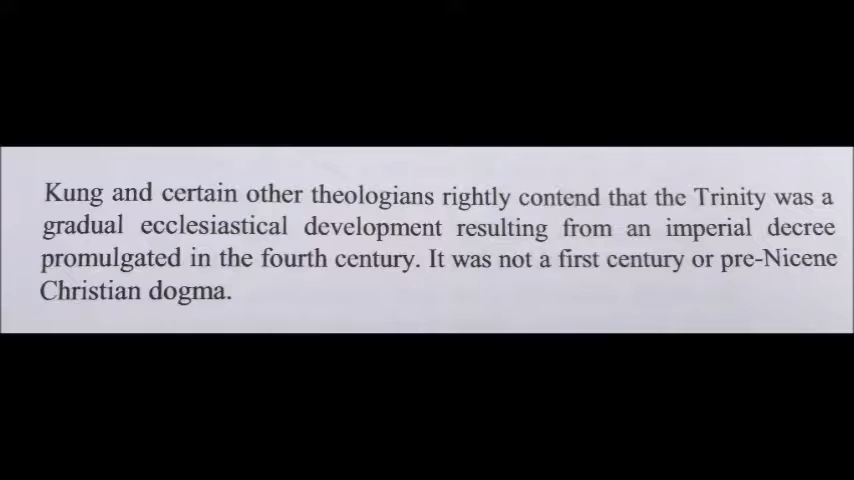 Kung and certain other theologians rightly contend that the Trinity was a
gradual ecclesiastical development resulting from an imperial decree
promulgated in the fourth century. It was not a first century or pre-Nicene
Christian dogma.